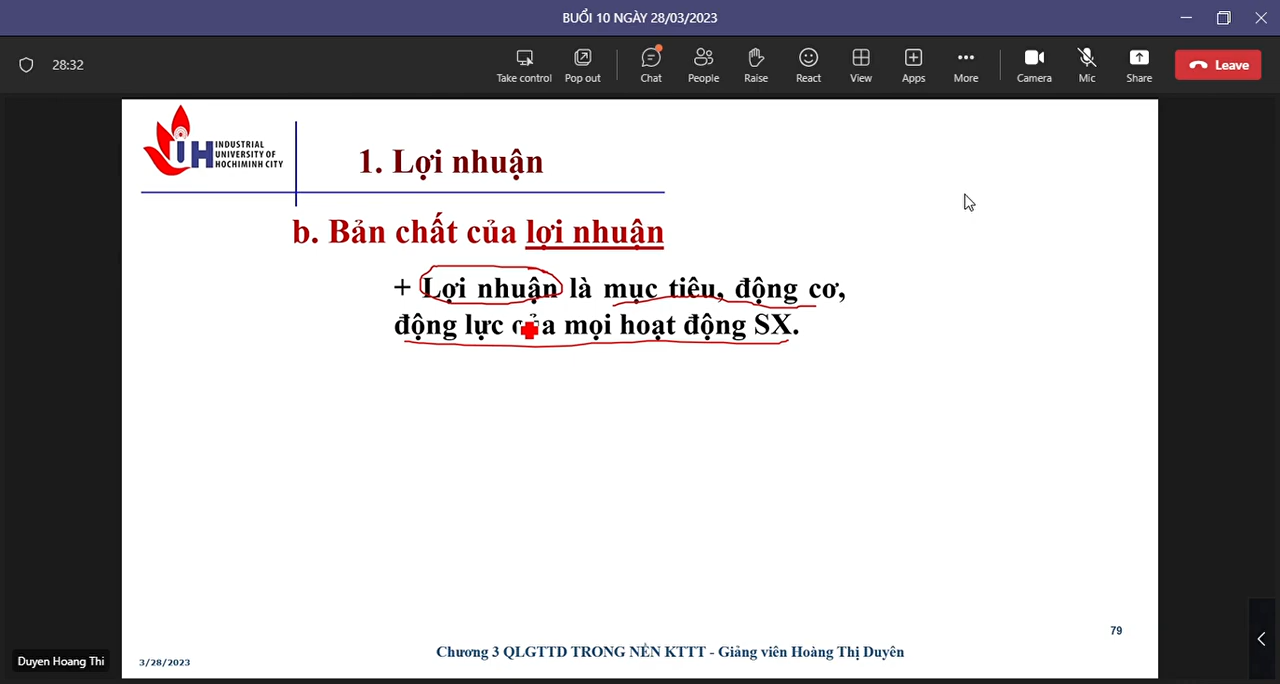 BUỔI 10 NGÀY 28/03/2023
28:32
Take control
Pop out
Chat
People
Raise
React
View
Apps
More
Camera
Mic
Share
Leave
INDUSTRIAL
UNIVERSITY OF
HOCHIMINH CITY
IUH
1. Lợi nhuận
b. Bản chất của lợi nhuận
+ Lợi nhuận là mục tiêu, động cơ,
động lực của mọi hoạt động SX.
79
Duyen Hoang Thi
3/28/2023
Chương 3 QLGTTD TRONG NỀN KTTT - Giảng viên Hoàng Thị Duyên